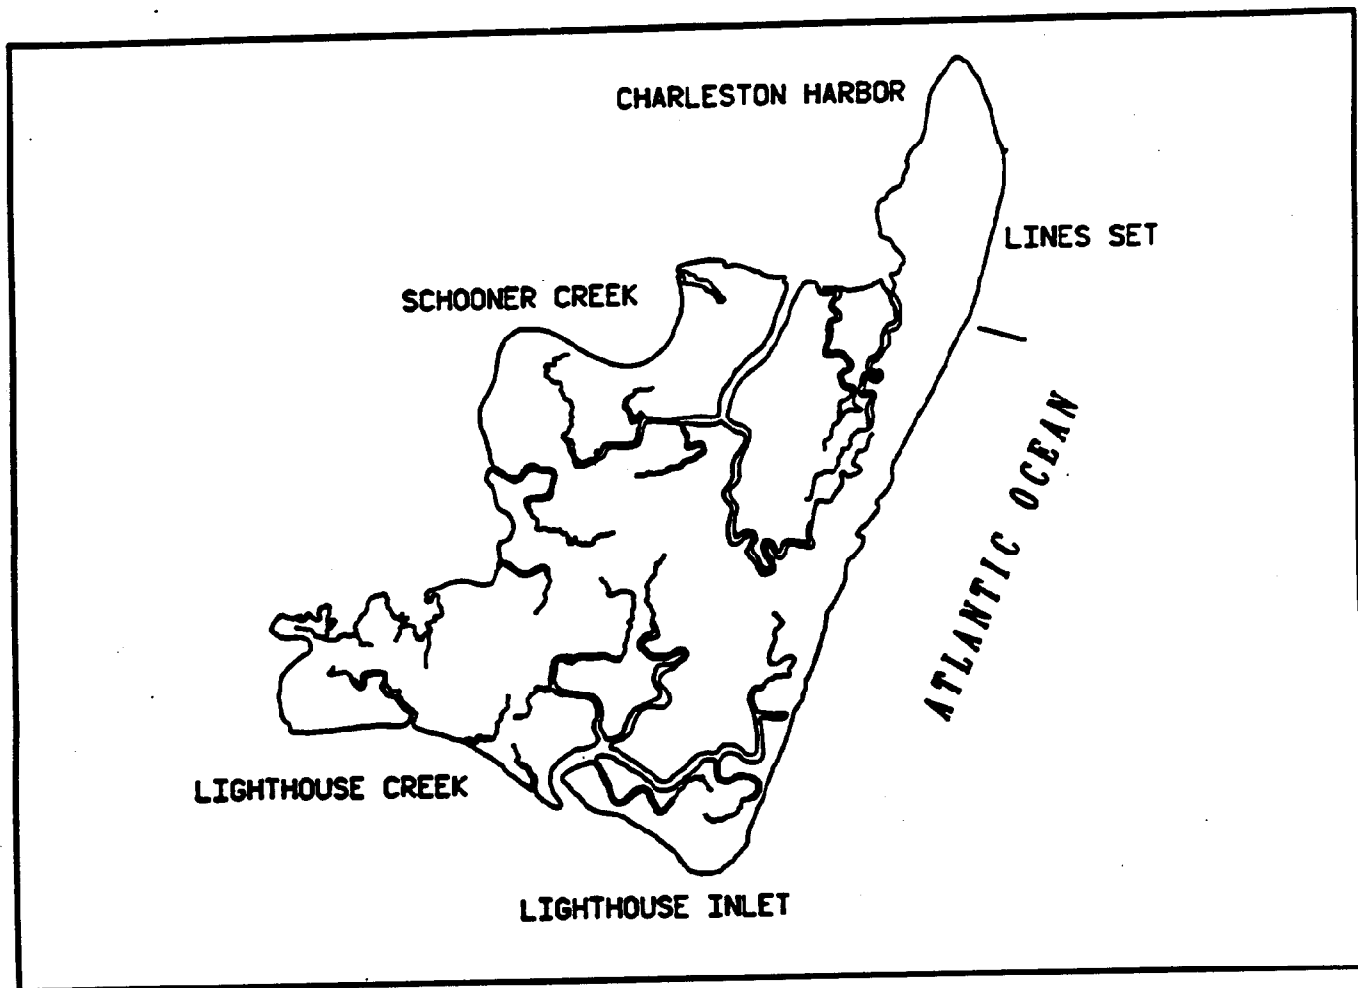 CHARLESTON HARBOR
LINES SET
SCHOONER CREEK
ATLANTIC OCEAN
LIGHTHOUSE CREEK
LIGHTHOUSE INLET